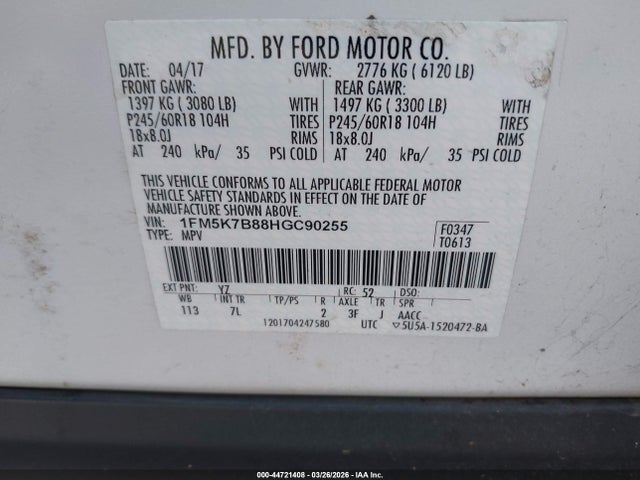 MFD. BY FORD MOTOR CO.
DATE: 04/17 GVWR: 2776 KG ( 6120 LB)
FRONT GAWR: REAR GAWR:
1397 KG ( 3080 LB) WITH 1497 KG ( 3300 LB) WITH
P245/60R18 104H TIRES P245/60R18 104H TIRES
18x8.0J RIMS 18x8.0J RIMS
AT 240 kPa/ 35 PSI COLD AT 240 kPa/ 35 PSI COLD
THIS VEHICLE CONFORMS TO ALL APPLICABLE FEDERAL MOTOR
VEHICLE SAFETY STANDARDS IN EFFECT ON THE DATE OF
MANUFACTURE SHOWN ABOVE.
VIN: 1FM5K7B88HGC90255 F0347
TYPE: MPV T0613
EXT PNT: YZ RC: 52 DSO:
WB INT TR TP/PS R AXLE TR SPR
113 7L 2 3F J AACC
1201704247580 UTC ▽5U5A-1520472-BA
000-44721408 - 03/26/2026 - IAA Inc.